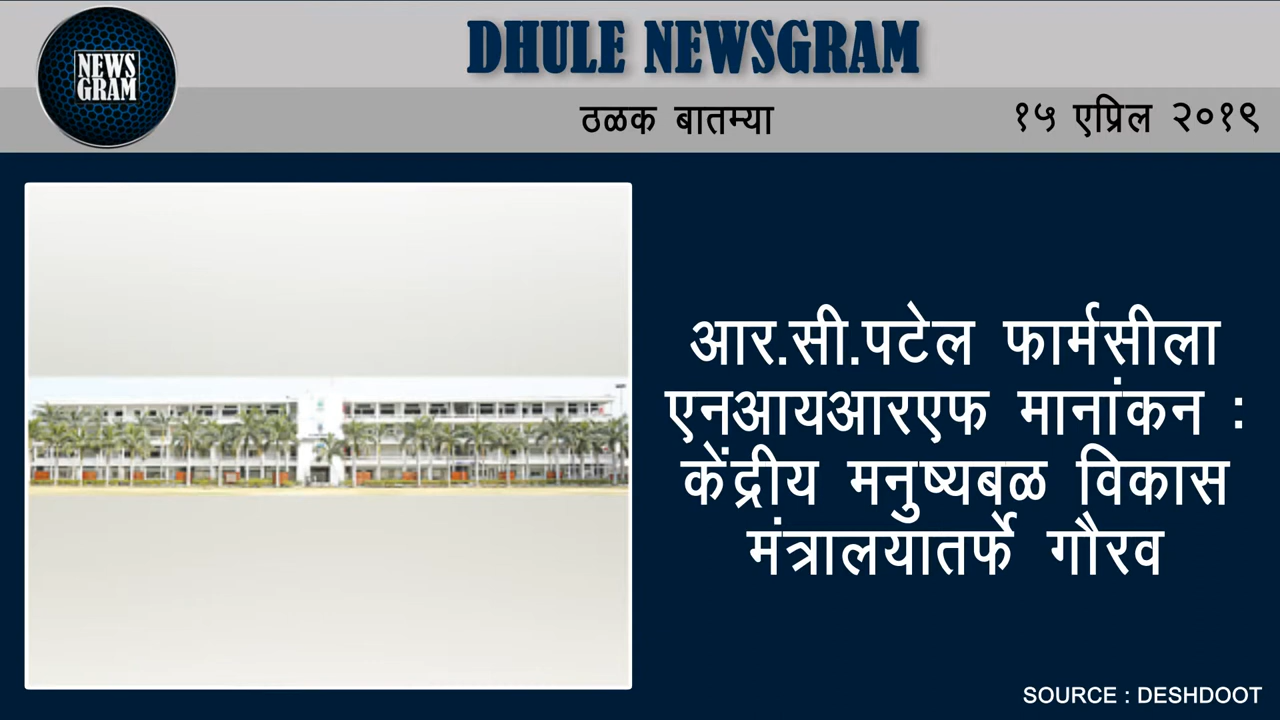 NEWS
GRAM
DHULE NEWSGRAM
ठळक बातम्या
१५ एप्रिल २०१९
आर.सी.पटेल फार्मसीला
एनआयआरएफ मानांकन :
केंद्रीय मनुष्यबळ विकास
मंत्रालयातर्फे गौरव
SOURCE : DESHDOOT